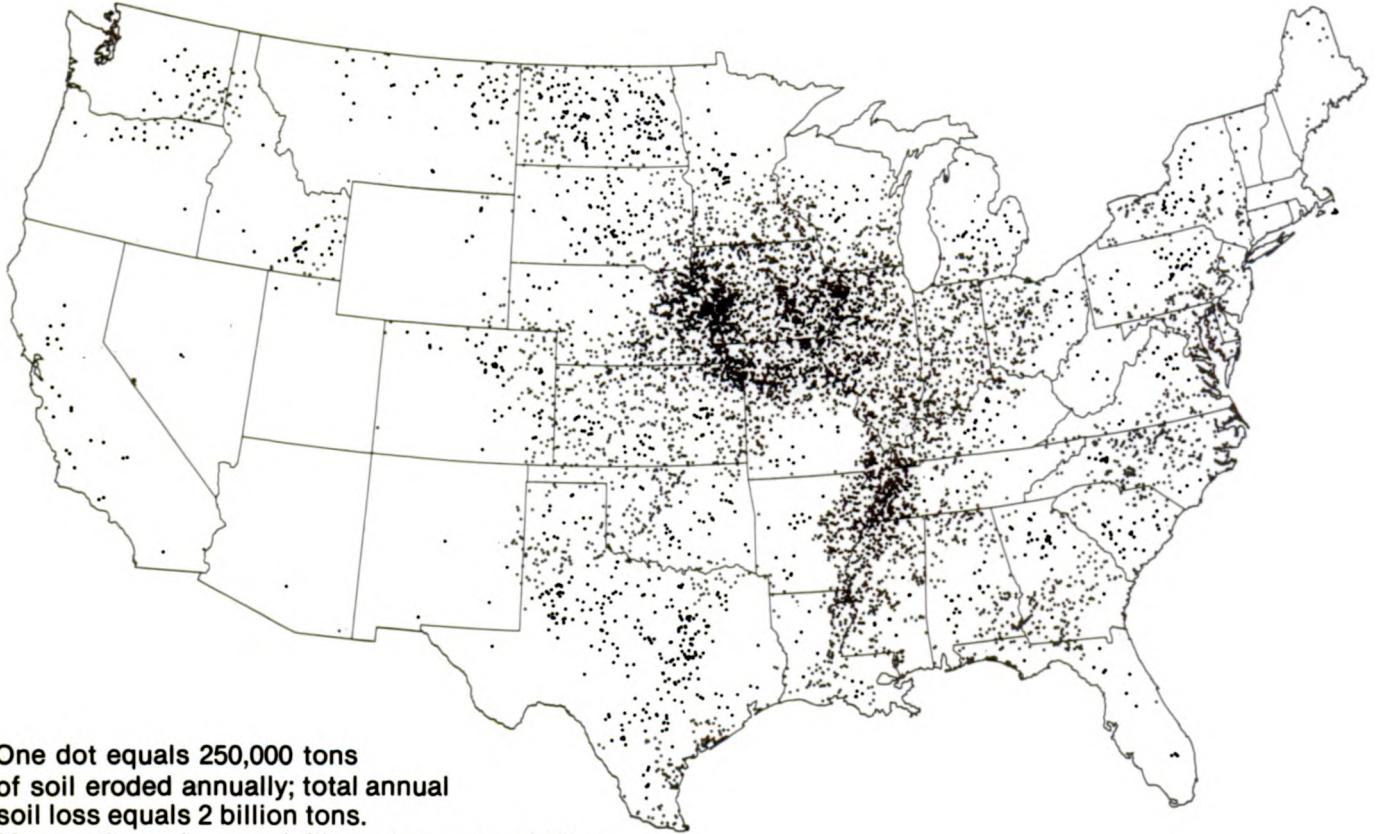 One dot equals 250,000 tons
of soil eroded annually; total annual
soil loss equals 2 billion tons.